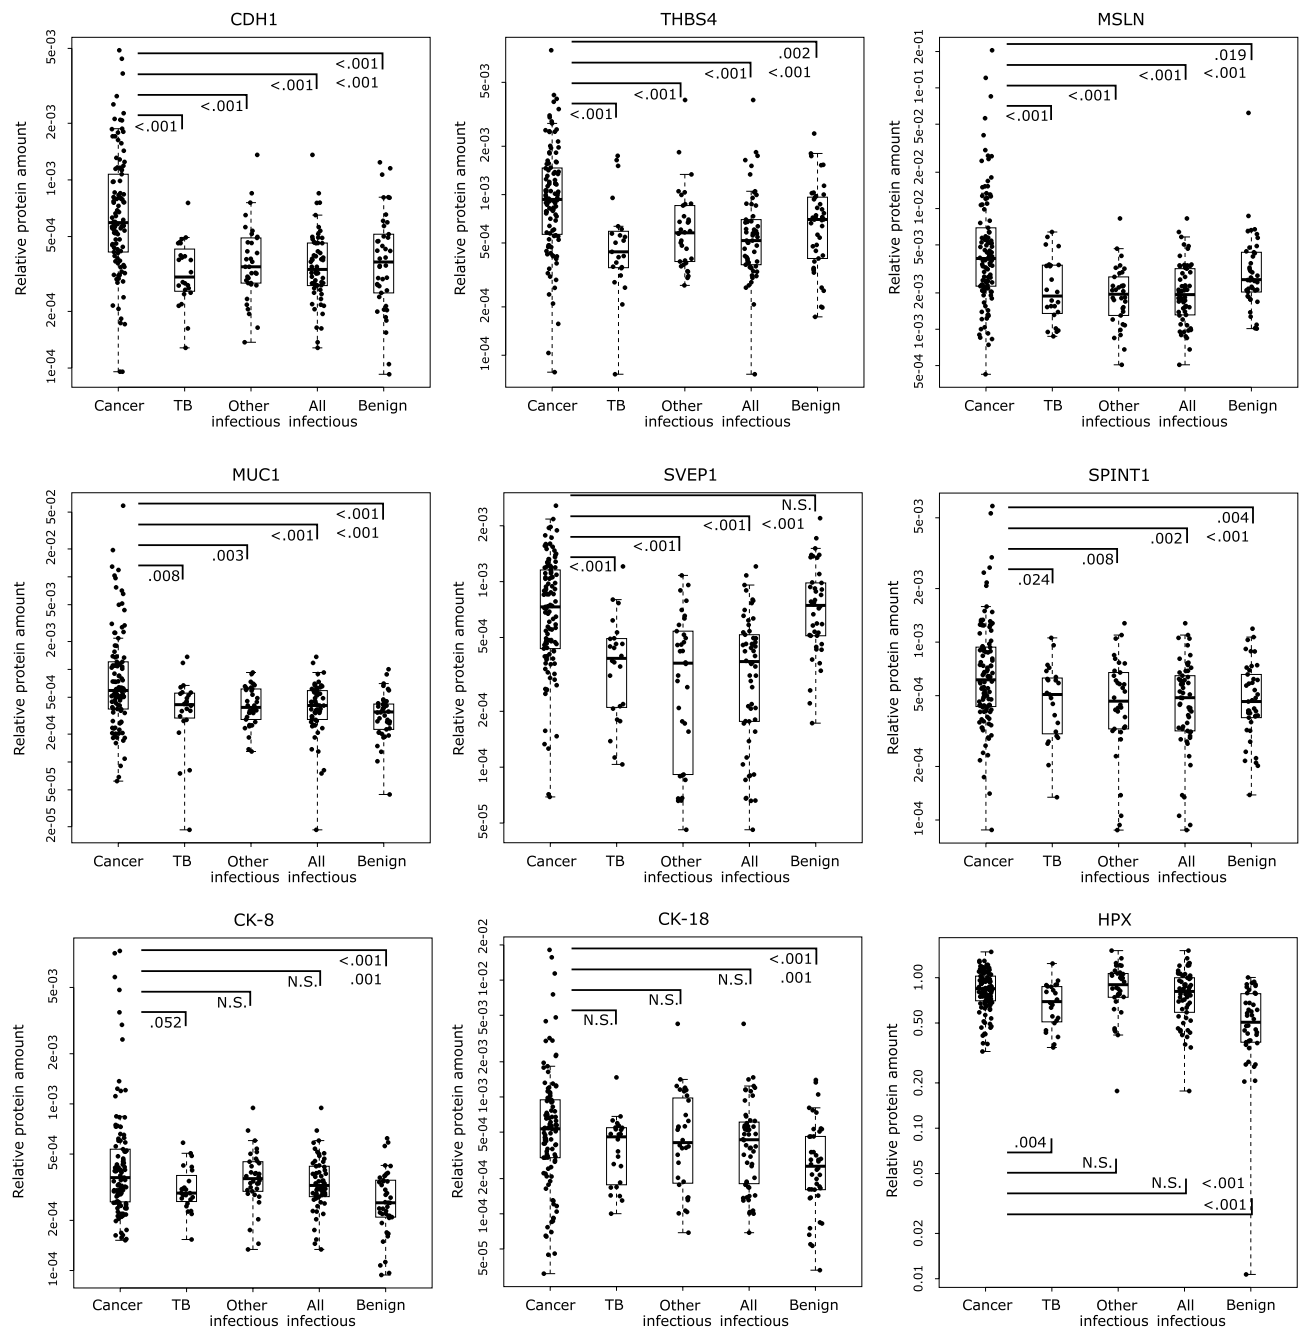 CDH1
Relative protein amount
5e-03
2e-03
1e-03
5e-04
2e-04
1e-04
<.001
<.001 <.001
<.001
<.001
Cancer TB Other All Benign
infectious infectious
THBS4
Relative protein amount
5e-03
2e-03
1e-03
5e-04
2e-04
1e-04
.002
<.001 <.001
<.001
<.001
Cancer TB Other All Benign
infectious infectious
MSLN
Relative protein amount
2e-01
1e-01
5e-02
2e-02
1e-02
5e-03
2e-03
1e-03
5e-04
.019
<.001 <.001
<.001
<.001
Cancer TB Other All Benign
infectious infectious
MUC1
Relative protein amount
5e-02
2e-02
5e-03
2e-03
5e-04
2e-04
5e-05
2e-05
<.001
<.001 <.001
.003
.008
Cancer TB Other All Benign
infectious infectious
SVEP1
Relative protein amount
2e-03
1e-03
5e-04
2e-04
1e-04
5e-05
N.S.
<.001 <.001
<.001
<.001
Cancer TB Other All Benign
infectious infectious
SPINT1
Relative protein amount
5e-03
2e-03
1e-03
5e-04
2e-04
1e-04
.004
.002 <.001
.008
.024
Cancer TB Other All Benign
infectious infectious
CK-8
Relative protein amount
5e-03
2e-03
1e-03
5e-04
2e-04
1e-04
<.001
N.S. .001
N.S.
.052
Cancer TB Other All Benign
infectious infectious
CK-18
Relative protein amount
2e-02
1e-02
5e-03
2e-03
1e-03
5e-04
2e-04
1e-04
5e-05
<.001
N.S. .001
N.S.
N.S.
Cancer TB Other All Benign
infectious infectious
HPX
Relative protein amount
1.00
0.50
0.20
0.10
0.05
0.02
0.01
.004
N.S.
N.S. <.001
<.001
Cancer TB Other All Benign
infectious infectious